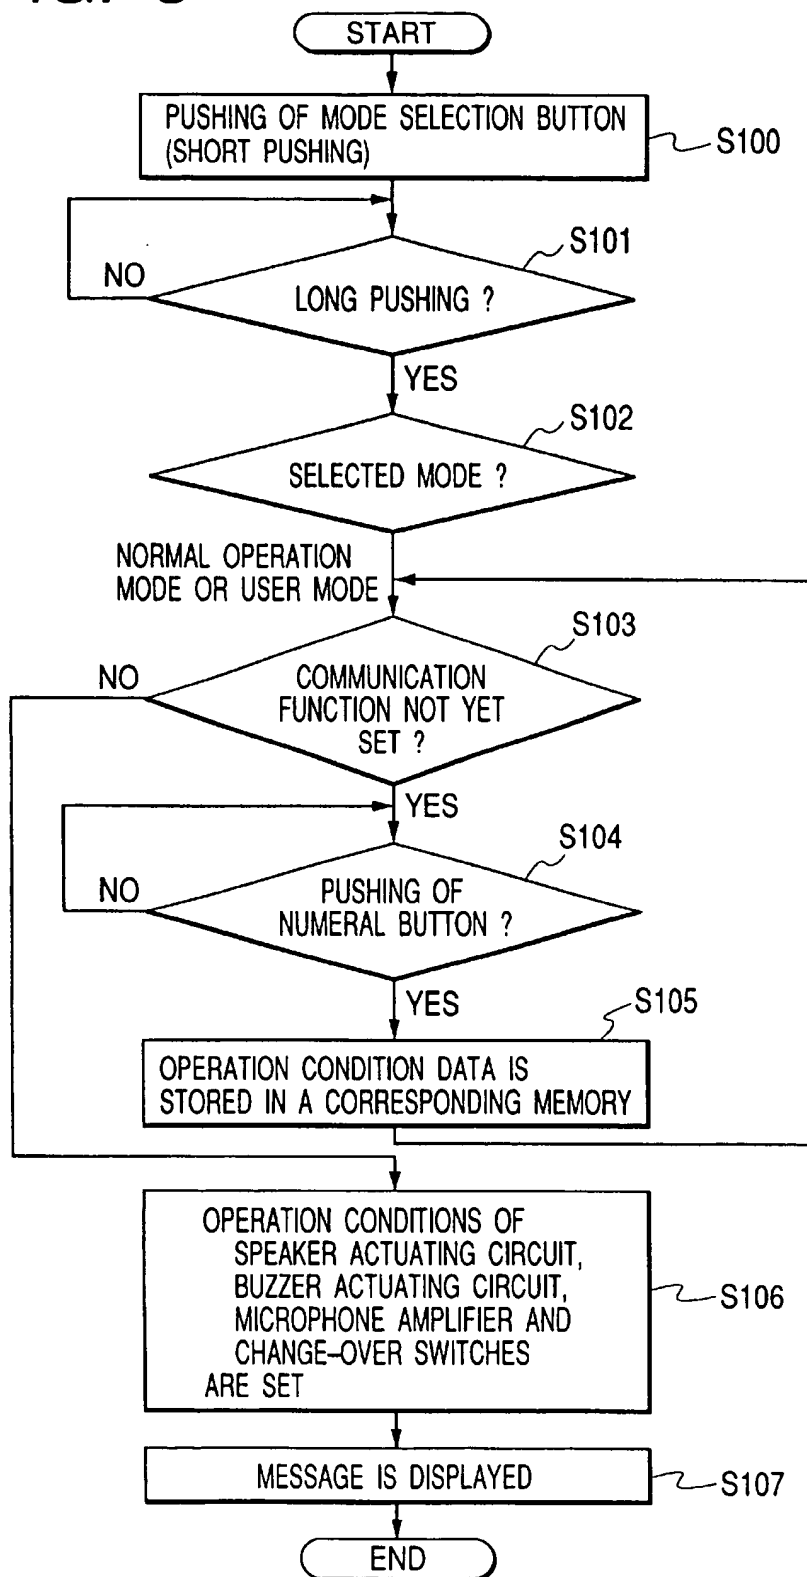 START
PUSHING OF MODE SELECTION BUTTON
(SHORT PUSHING)
S100
S101
NO
LONG PUSHING ?
YES
S102
SELECTED MODE ?
NORMAL OPERATION
MODE OR USER MODE
S103
NO
COMMUNICATION
FUNCTION NOT YET
SET ?
YES
S104
NO
PUSHING OF
NUMERAL BUTTON ?
YES
S105
OPERATION CONDITION DATA IS
STORED IN A CORRESPONDING MEMORY
OPERATION CONDITIONS OF
SPEAKER ACTUATING CIRCUIT,
BUZZER ACTUATING CIRCUIT,
MICROPHONE AMPLIFIER AND
CHANGE–OVER SWITCHES
ARE SET
S106
MESSAGE IS DISPLAYED
S107
END